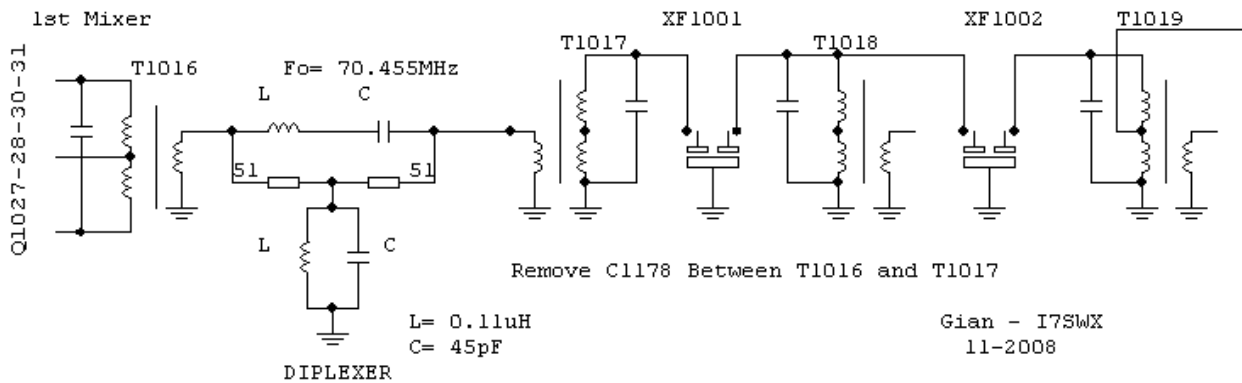 1st Mixer
XF1001
XF1002
T1019
T1017
T1018
T1016
Fo= 70.455MHz
Q1027-28-30-31
L
C
51
51
L
C
Remove C1178 Between T1016 and T1017
L= 0.11uH
C= 45pF
Gian - I7SWX
11-2008
DIPLEXER